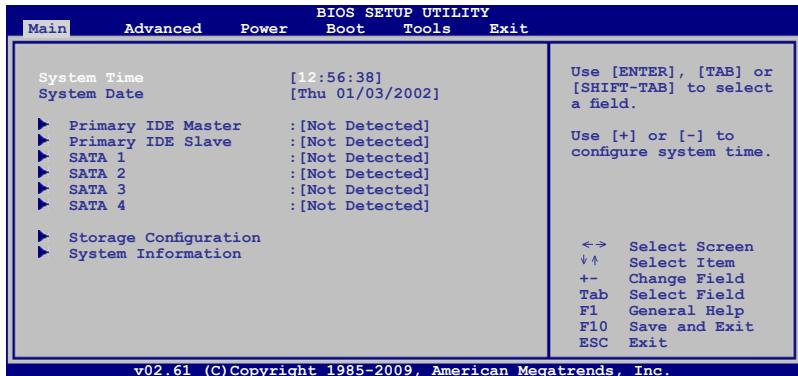 BIOS SETUP UTILITY
Main Advanced Power Boot Tools Exit
System Time [12:56:38]
System Date [Thu 01/03/2002]
Primary IDE Master :[Not Detected]
Primary IDE Slave :[Not Detected]
SATA 1 :[Not Detected]
SATA 2 :[Not Detected]
SATA 3 :[Not Detected]
SATA 4 :[Not Detected]
Storage Configuration
System Information
Use [ENTER], [TAB] or
[SHIFT-TAB] to select
a field.
Use [+] or [-] to
configure system time.
←→ Select Screen
↓↑ Select Item
+- Change Field
Tab Select Field
F1 General Help
F10 Save and Exit
ESC Exit
v02.61 (C)Copyright 1985-2009, American Megatrends, Inc.